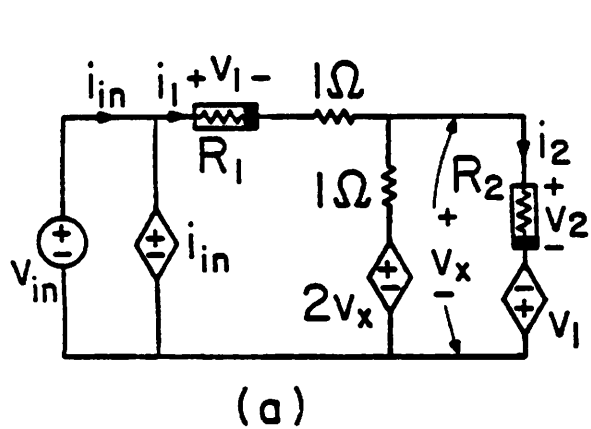 i_in i_1 + v_1 − 1Ω
R_1
i_2
1Ω R_2
+ − v_in
+ − i_in
+ − 2v_x
+ v_x −
+ v_2 −
− + v_1
(a)